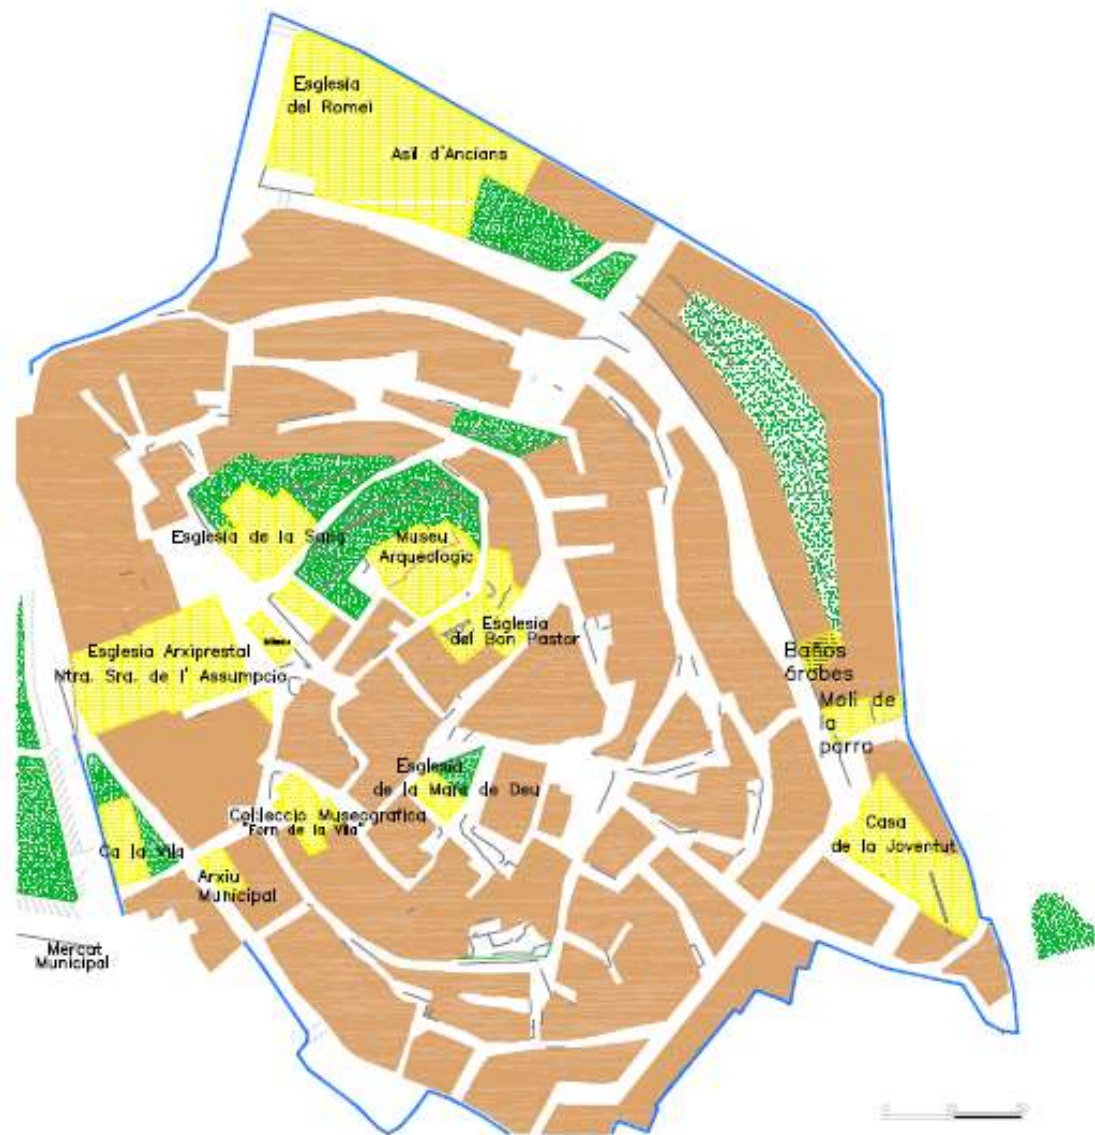 Esglesia
del Romeì
Asil d'Ancians
Esglesia de la Sang
Museu
Arqueologic
Esglesia
del Bon Pastor
Esglesia Arxiprestal
Ntra. Sra. de l' Assumpcio
Baños
árabes
Moli de
la
parra
Esglesia
de la Mare de Deu
Col·leccio Museografica
"Forn de la Vila"
Casa
de la Joventut
Ca la Vila
Arxiu
Municipal
Mercat
Municipal